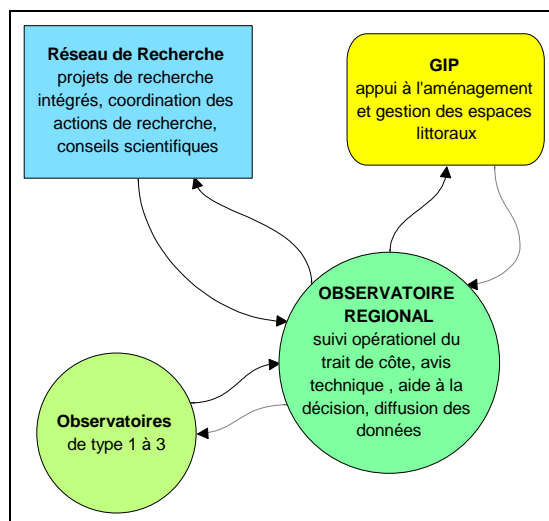 Réseau de Recherche
projets de recherche
intégrés, coordination des
actions de recherche,
conseils scientifiques
GIP
appui à l'aménagement
et gestion des espaces
littoraux
OBSERVATOIRE
REGIONAL
suivi opérationel du
trait de côte, avis
technique , aide à la
décision, diffusion des
données
Observatoires
de type 1 à 3